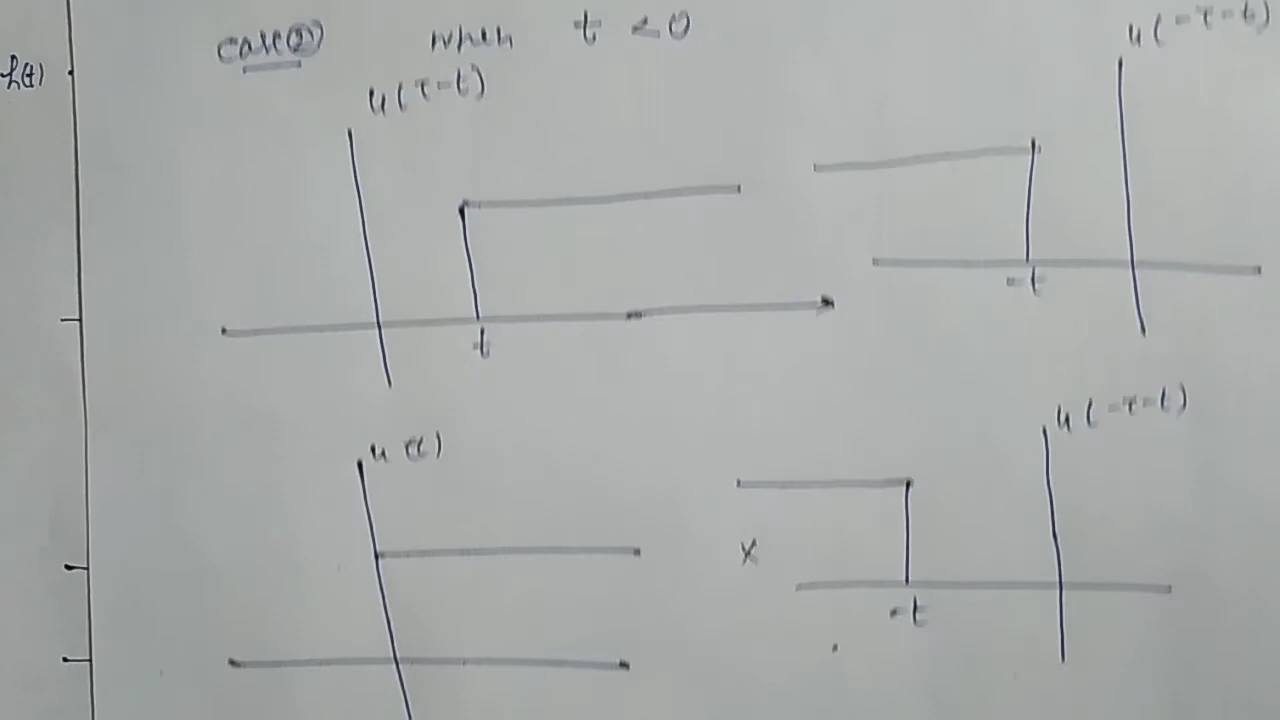 case② when t < 0
u(-τ-t)
h(t)
u(τ-t)
-t
t
u(τ)
u(-τ-t)
x
-t